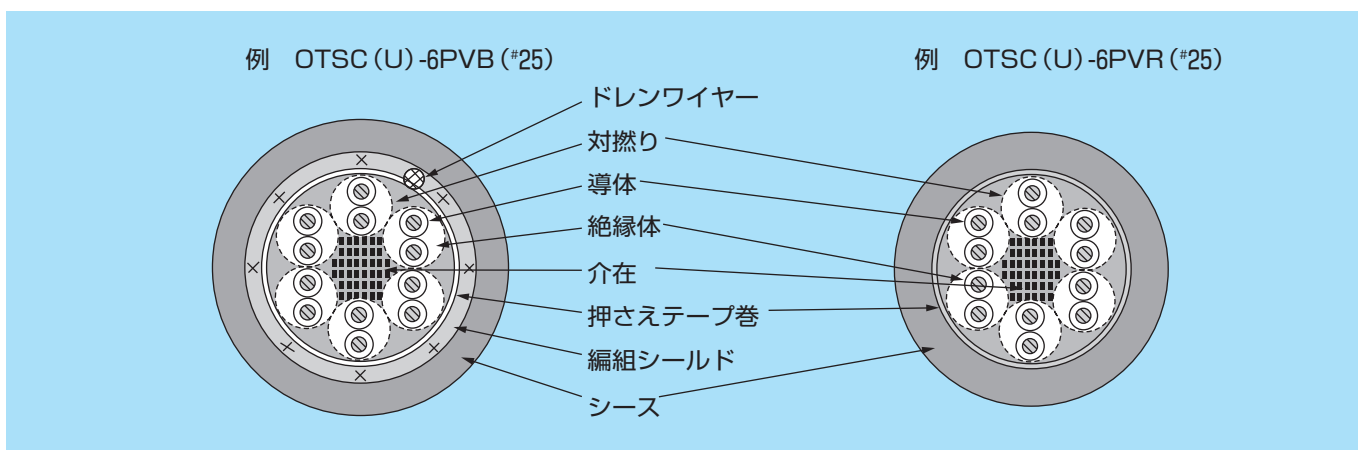 例 OTSC(U)-6PVB(#25)
例 OTSC(U)-6PVR(#25)
ドレンワイヤー
対撚り
導体
絶縁体
介在
押さえテープ巻
編組シールド
シース